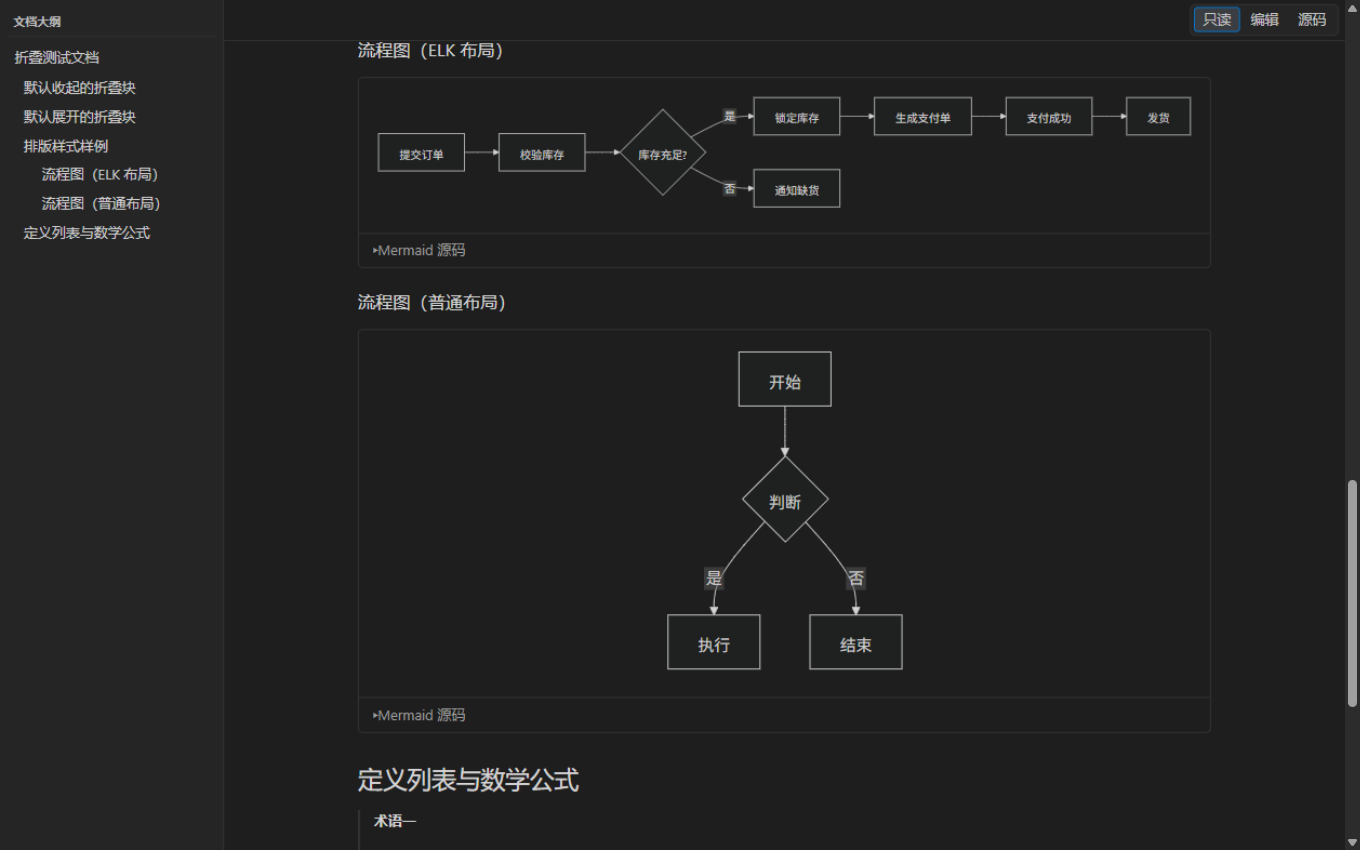 文档大纲
只读 编辑 源码
折叠测试文档
默认收起的折叠块
默认展开的折叠块
排版样式样例
流程图（ELK 布局）
流程图（普通布局）
定义列表与数学公式
流程图（ELK 布局）
提交订单
校验库存
库存充足?
是
锁定库存
生成支付单
支付成功
发货
否
通知缺货
Mermaid 源码
流程图（普通布局）
开始
判断
是
否
执行
结束
Mermaid 源码
定义列表与数学公式
术语一